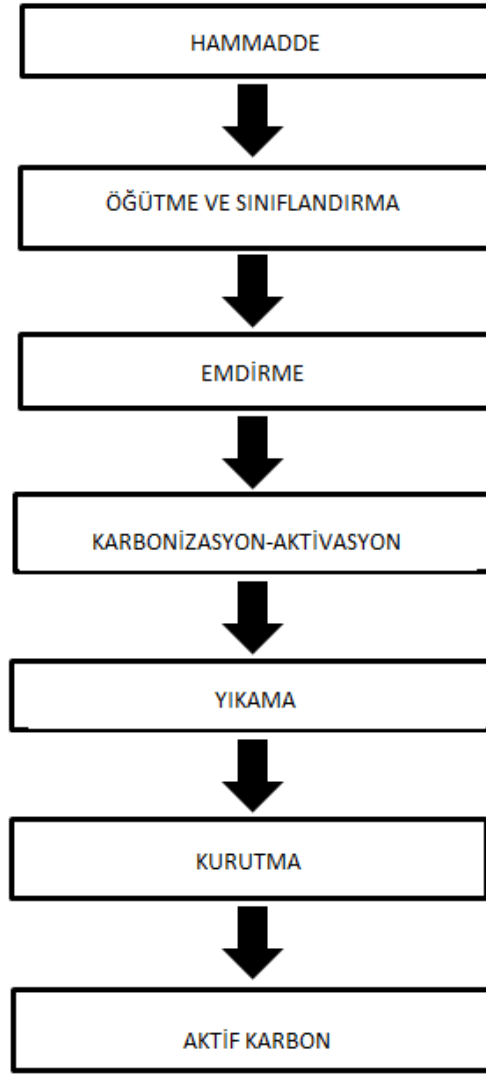 HAMMADDE
ÖĞÜTME VE SINIFLANDIRMA
EMDİRME
KARBONİZASYON-AKTİVASYON
YIKAMA
KURUTMA
AKTİF KARBON